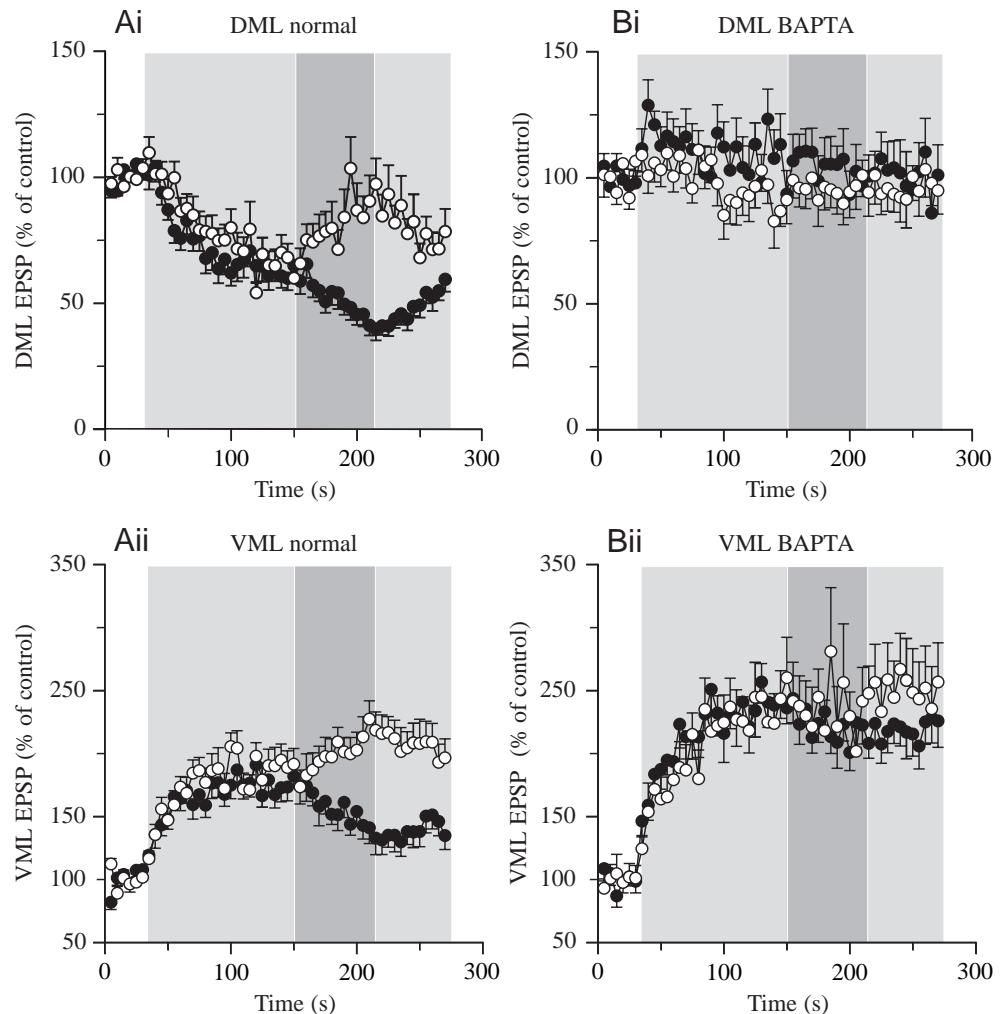 Ai
DML normal
150
100
50
0
DML EPSP (% of control)
0 100 200 300
Time (s)
Bi
DML BAPTA
150
100
50
0
DML EPSP (% of control)
0 100 200 300
Time (s)
Aii
VML normal
350
250
150
100
50
VML EPSP (% of control)
0 100 200 300
Time (s)
Bii
VML BAPTA
350
250
150
100
50
VML EPSP (% of control)
0 100 200 300
Time (s)